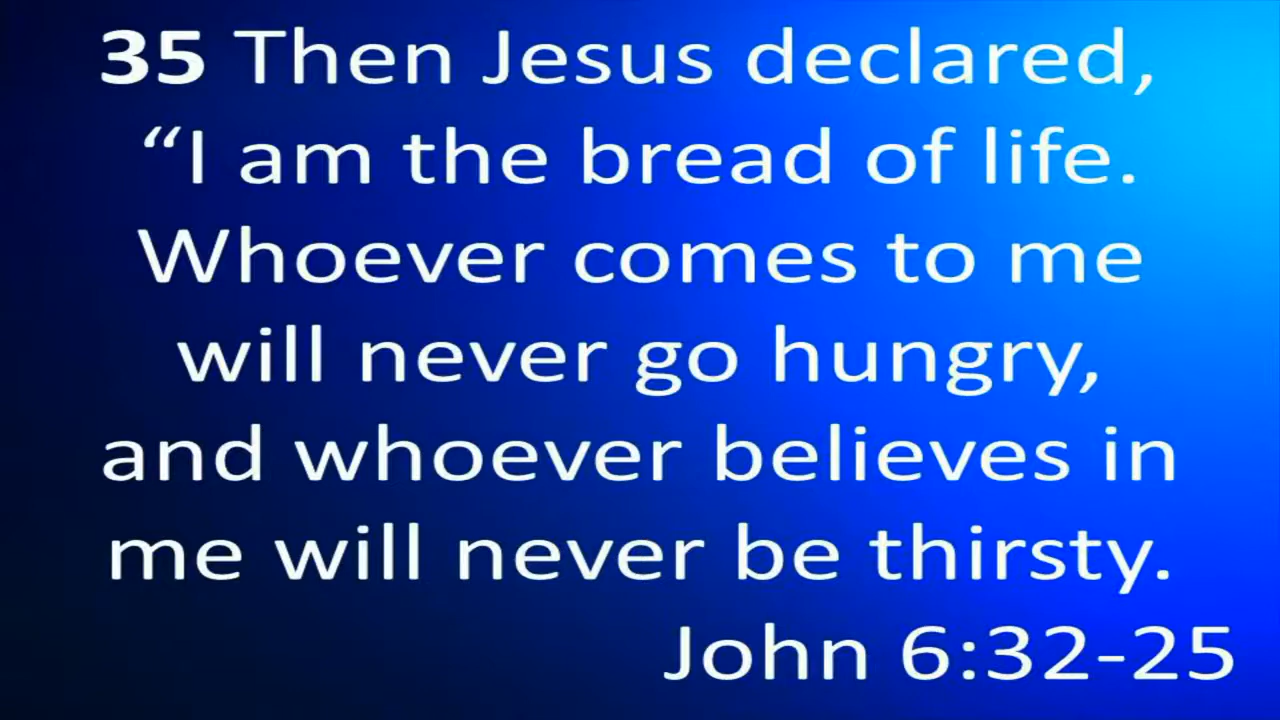 35 Then Jesus declared,
“I am the bread of life.
Whoever comes to me
will never go hungry,
and whoever believes in
me will never be thirsty.
John 6:32-25